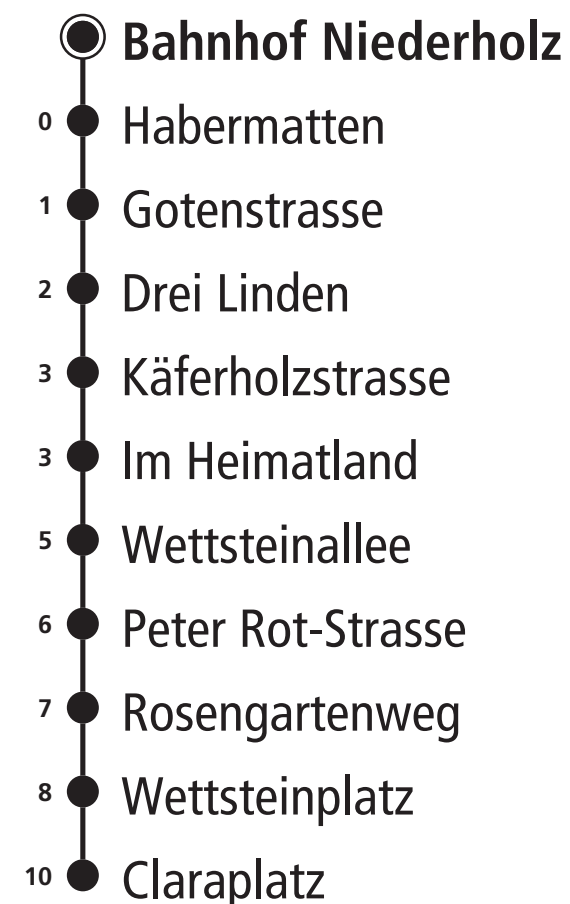 Bahnhof Niederholz
0 Habermatten
1 Gotenstrasse
2 Drei Linden
3 Käferholzstrasse
3 Im Heimatland
5 Wettsteinallee
6 Peter Rot-Strasse
7 Rosengartenweg
8 Wettsteinplatz
10 Claraplatz